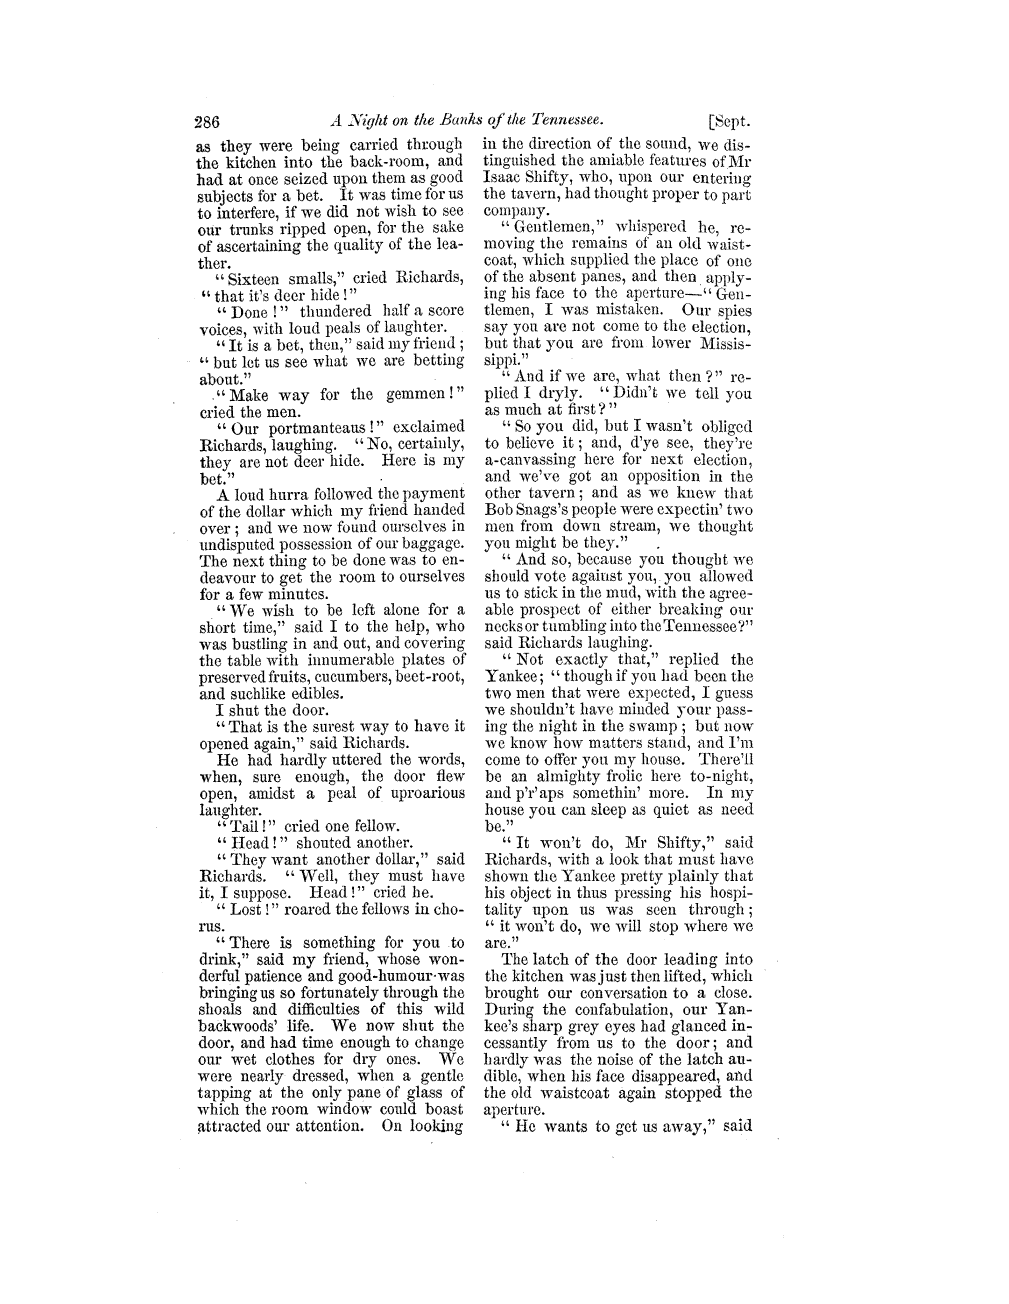 286 A Night on the Banks of the Tennessee. [Sept.
as they were being carried through
the kitchen into the back-room, and
had at once seized upon them as good
subjects for a bet. It was time for us
to interfere, if we did not wish to see
our trunks ripped open, for the sake
of ascertaining the quality of the lea-
ther.
“Sixteen smalls,” cried Richards,
“that it's deer hide!”
“Done!” thundered half a score
voices, with loud peals of laughter.
“It is a bet, then,” said my friend;
“but let us see what we are betting
about.”
“Make way for the gemmen!”
cried the men.
“Our portmanteaus!” exclaimed
Richards, laughing. “No, certainly,
they are not deer hide. Here is my
bet.”
A loud hurra followed the payment
of the dollar which my friend handed
over; and we now found ourselves in
undisputed possession of our baggage.
The next thing to be done was to en-
deavour to get the room to ourselves
for a few minutes.
“We wish to be left alone for a
short time,” said I to the help, who
was bustling in and out, and covering
the table with innumerable plates of
preserved fruits, cucumbers, beet-root,
and suchlike edibles.
I shut the door.
“That is the surest way to have it
opened again,” said Richards.
He had hardly uttered the words,
when, sure enough, the door flew
open, amidst a peal of uproarious
laughter.
“Tail!” cried one fellow.
“Head!” shouted another.
“They want another dollar,” said
Richards. “Well, they must have
it, I suppose. Head!” cried he.
“Lost!” roared the fellows in cho-
rus.
“There is something for you to
drink,” said my friend, whose won-
derful patience and good-humour was
bringing us so fortunately through the
shoals and difficulties of this wild
backwoods' life. We now shut the
door, and had time enough to change
our wet clothes for dry ones. We
were nearly dressed, when a gentle
tapping at the only pane of glass of
which the room window could boast
attracted our attention. On looking
in the direction of the sound, we dis-
tinguished the amiable features of Mr
Isaac Shifty, who, upon our entering
the tavern, had thought proper to part
company.
“Gentlemen,” whispered he, re-
moving the remains of an old waist-
coat, which supplied the place of one
of the absent panes, and then apply-
ing his face to the aperture—“Gen-
tlemen, I was mistaken. Our spies
say you are not come to the election,
but that you are from lower Missis-
sippi.”
“And if we are, what then?” re-
plied I dryly. “Didn't we tell you
as much at first?”
“So you did, but I wasn't obliged
to believe it; and, d'ye see, they're
a-canvassing here for next election,
and we've got an opposition in the
other tavern; and as we knew that
Bob Snags's people were expectin' two
men from down stream, we thought
you might be they.”
“And so, because you thought we
should vote against you, you allowed
us to stick in the mud, with the agree-
able prospect of either breaking our
necks or tumbling into the Tennessee?”
said Richards laughing.
“Not exactly that,” replied the
Yankee; “though if you had been the
two men that were expected, I guess
we shouldn't have minded your pass-
ing the night in the swamp; but now
we know how matters stand, and I'm
come to offer you my house. There'll
be an almighty frolic here to-night,
and p'r'aps somethin' more. In my
house you can sleep as quiet as need
be.”
“It won't do, Mr Shifty,” said
Richards, with a look that must have
shown the Yankee pretty plainly that
his object in thus pressing his hospi-
tality upon us was seen through;
“it won't do, we will stop where we
are.”
The latch of the door leading into
the kitchen was just then lifted, which
brought our conversation to a close.
During the confabulation, our Yan-
kee's sharp grey eyes had glanced in-
cessantly from us to the door; and
hardly was the noise of the latch au-
dible, when his face disappeared, and
the old waistcoat again stopped the
aperture.
“He wants to get us away,” said